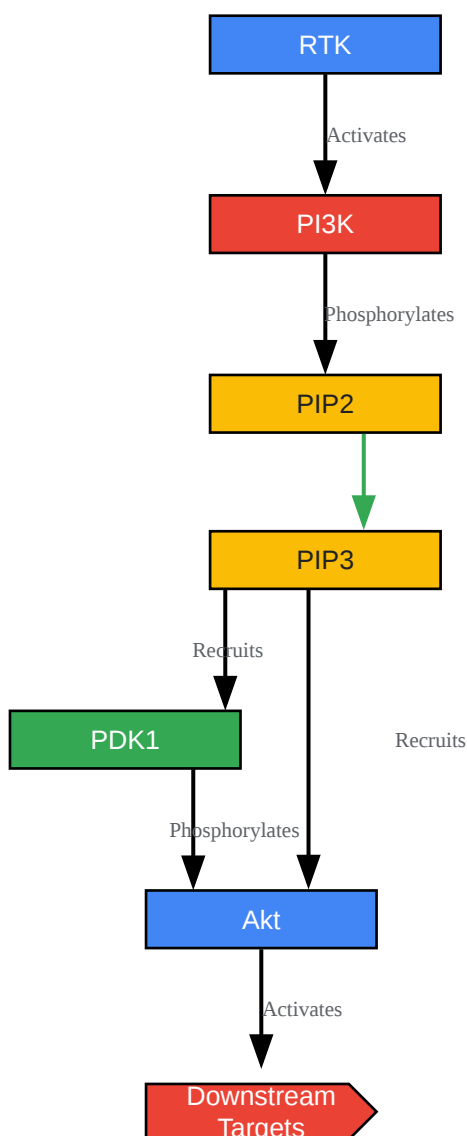 RTK
Activates
PI3K
Phosphorylates
PIP2
PIP3
Recruits
PDK1
Recruits
Phosphorylates
Akt
Activates
Downstream
Targets